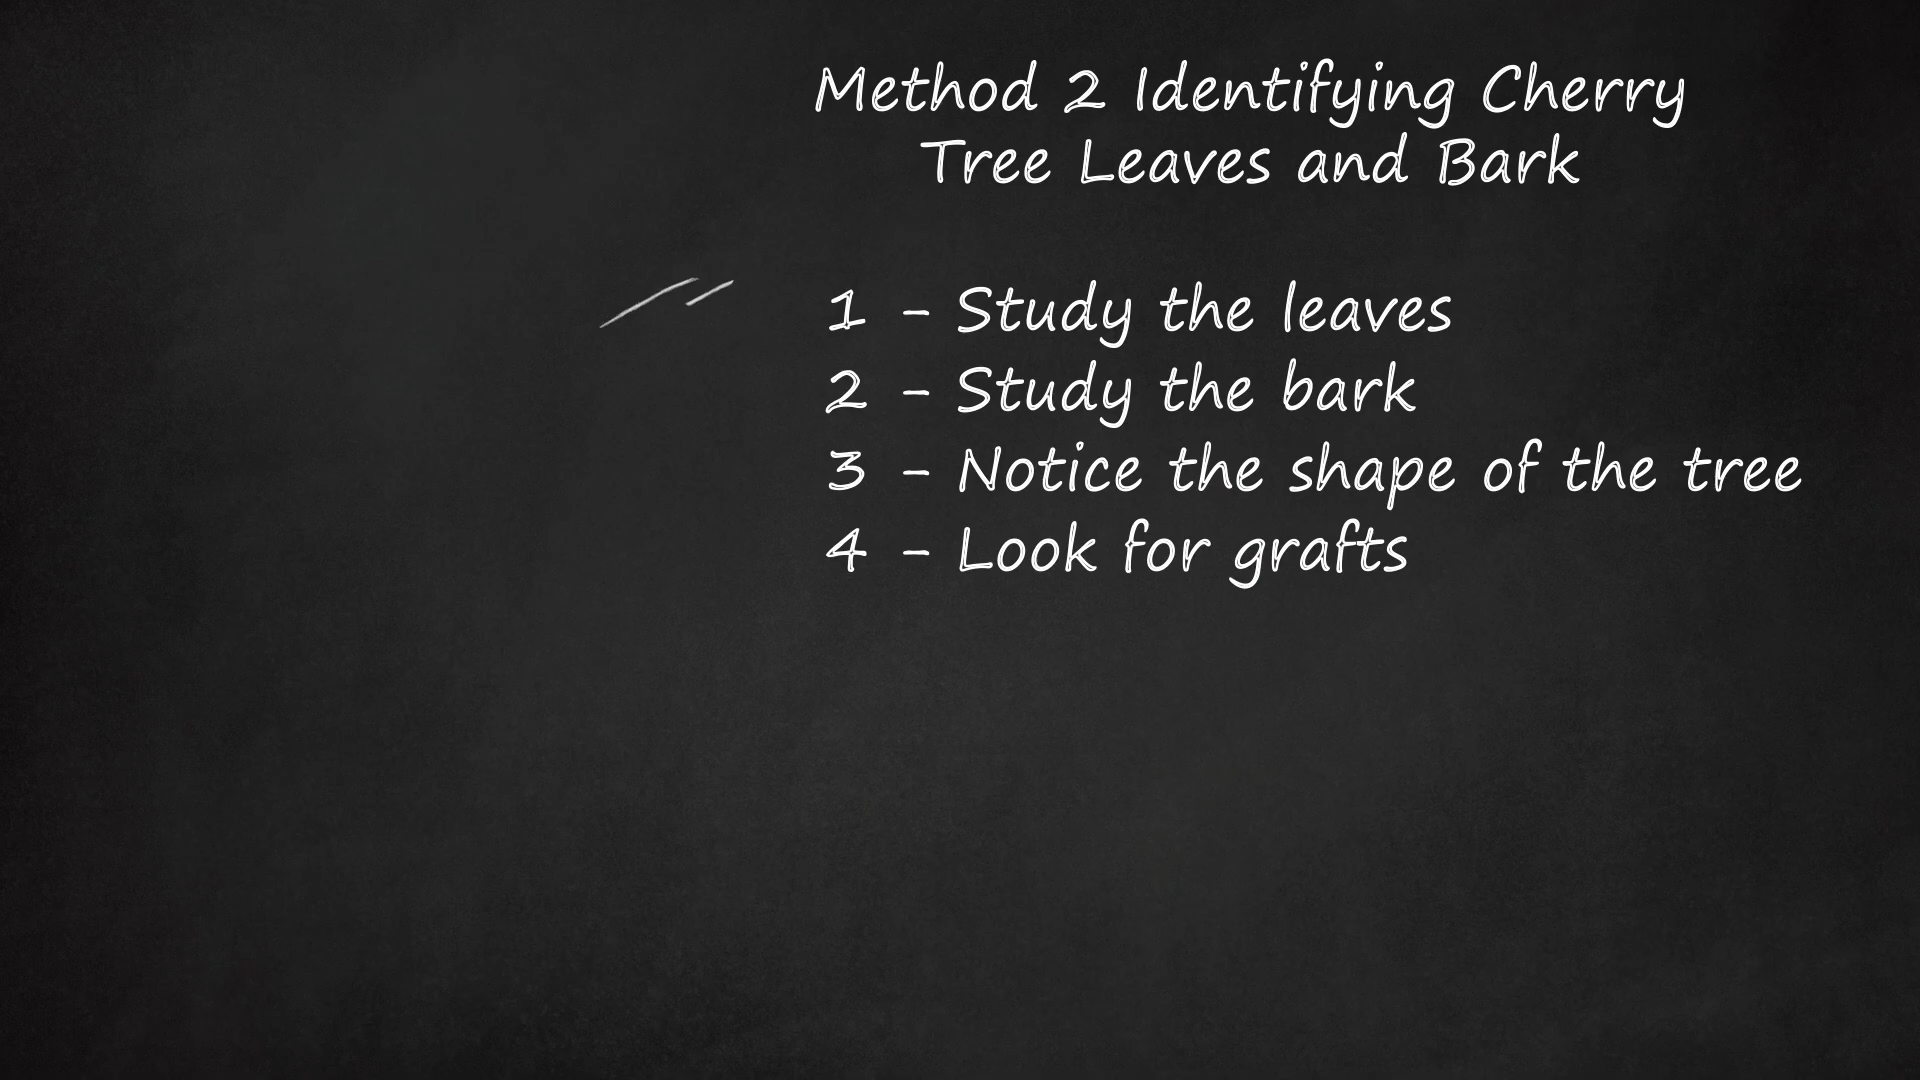 Method 2 Identifying Cherry
Tree Leaves and Bark
1 - Study the leaves
2 - Study the bark
3 - Notice the shape of the tree
4 - Look for grafts